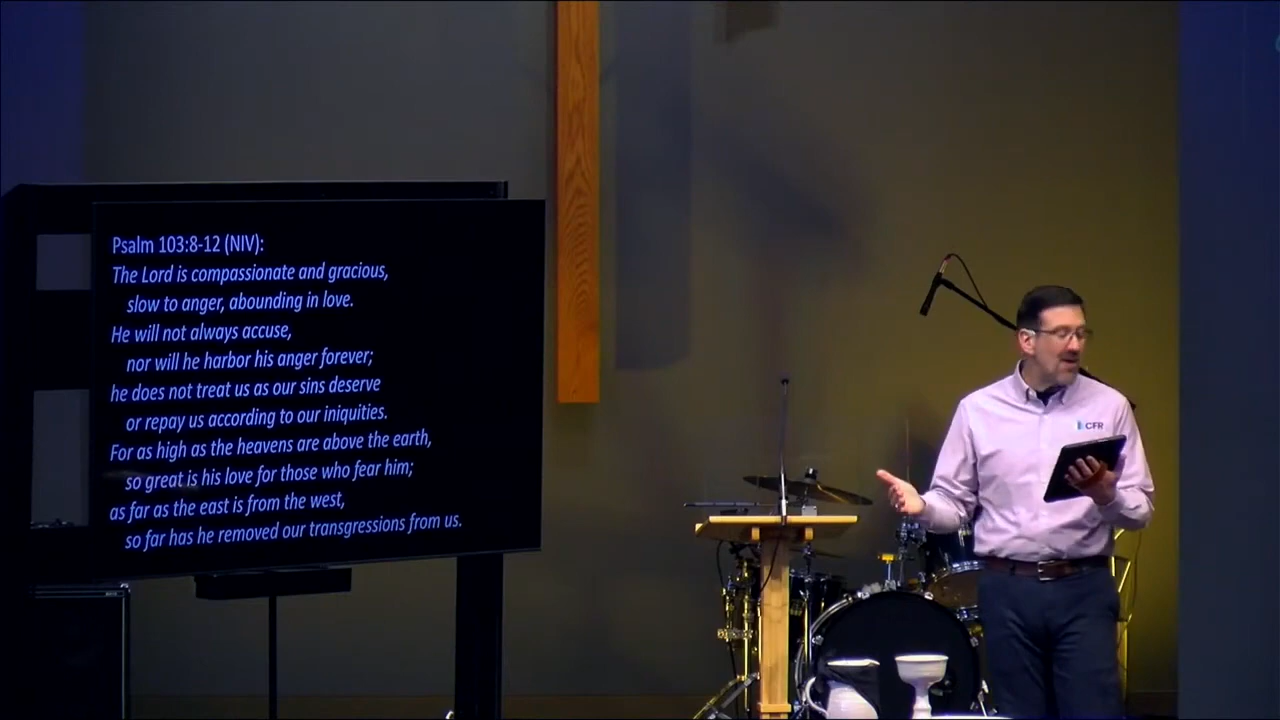 Psalm 103:8-12 (NIV):
The Lord is compassionate and gracious,
slow to anger, abounding in love.
He will not always accuse,
nor will he harbor his anger forever;
he does not treat us as our sins deserve
or repay us according to our iniquities.
For as high as the heavens are above the earth,
so great is his love for those who fear him;
as far as the east is from the west,
so far has he removed our transgressions from us.
CFR